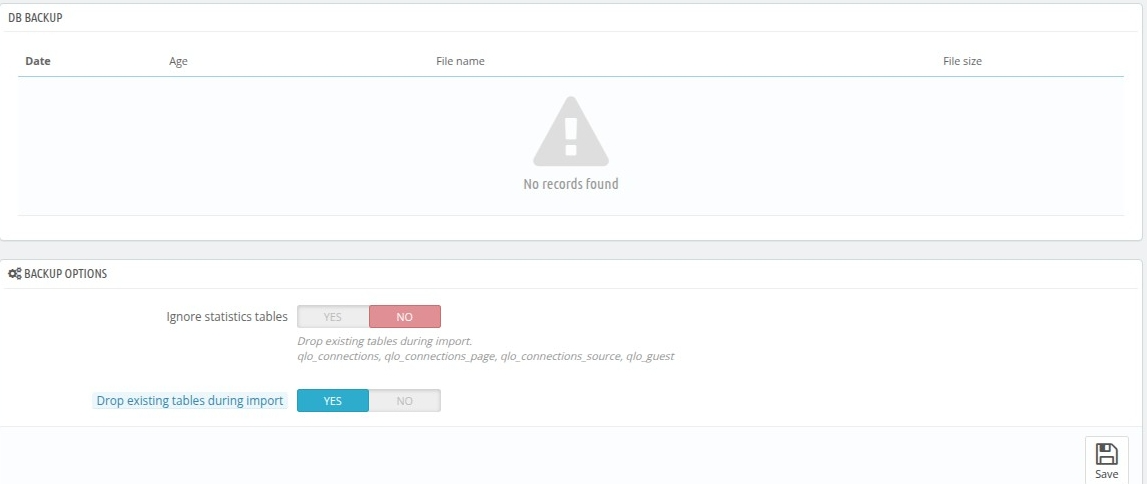 DB BACKUP
Date Age File name File size
No records found
BACKUP OPTIONS
Ignore statistics tables YES NO
Drop existing tables during import.
qlo_connections, qlo_connections_page, qlo_connections_source, qlo_guest
Drop existing tables during import YES NO
Save